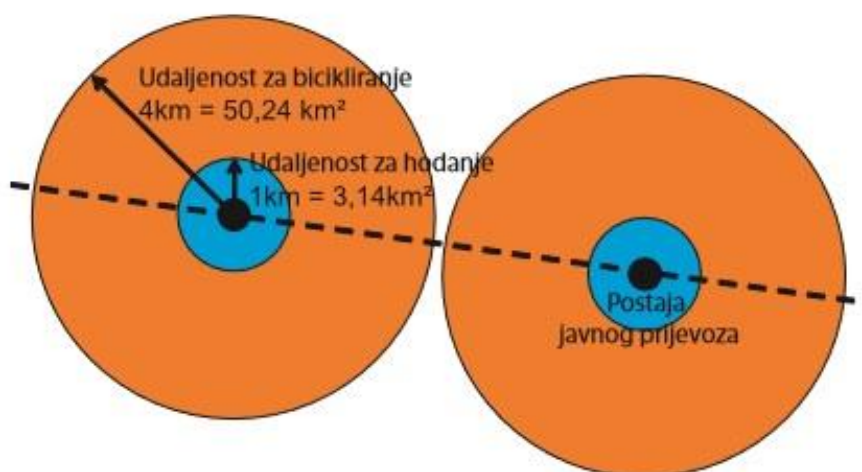 Udaljenost za bicikliranje
4km = 50,24 km²
Udaljenost za hodanje
1km = 3,14km²
Postaja
javnog prijevoza